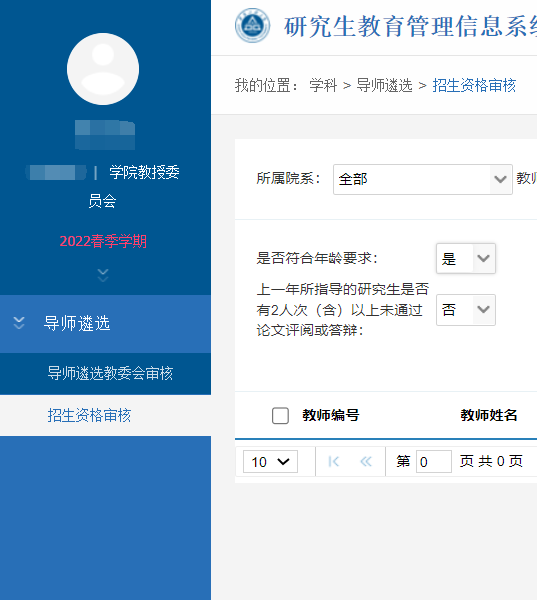 研究生教育管理信息系统
我的位置： 学科 > 导师遴选 > 招生资格审核
| 学院教授委
员会
2022春季学期
导师遴选
导师遴选教委会审核
招生资格审核
所属院系： 全部 教师
是否符合年龄要求： 是
上一年所指导的研究生是否
有2人次（含）以上未通过
论文评阅或答辩： 否
教师编号 教师姓名
10 第 0 页 共 0 页